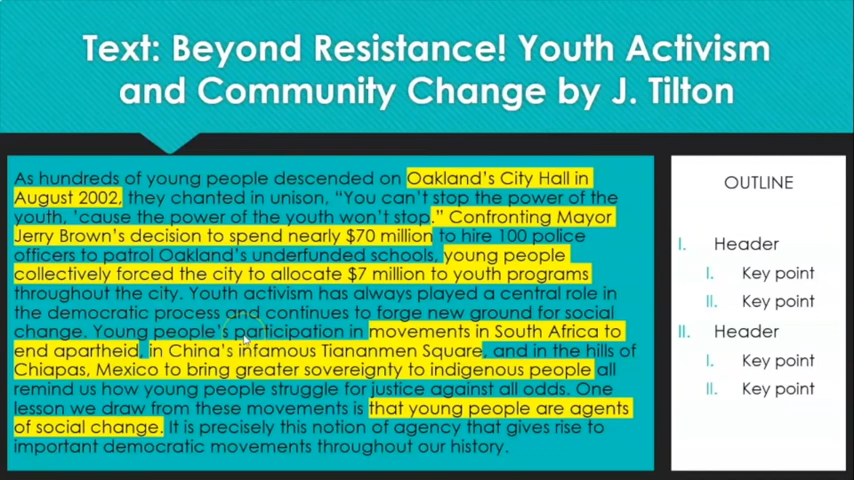 Text: Beyond Resistance! Youth Activism
and Community Change by J. Tilton
As hundreds of young people descended on Oakland's City Hall in
August 2002, they chanted in unison, “You can't stop the power of the
youth, 'cause the power of the youth won't stop.” Confronting Mayor
Jerry Brown's decision to spend nearly $70 million to hire 100 police
officers to patrol Oakland's underfunded schools, young people
collectively forced the city to allocate $7 million to youth programs
throughout the city. Youth activism has always played a central role in
the democratic process and continues to forge new ground for social
change. Young people's participation in movements in South Africa to
end apartheid, in China's infamous Tiananmen Square, and in the hills of
Chiapas, Mexico to bring greater sovereignty to indigenous people all
remind us how young people struggle for justice against all odds. One
lesson we draw from these movements is that young people are agents
of social change. It is precisely this notion of agency that gives rise to
important democratic movements throughout our history.
OUTLINE
I. Header
I. Key point
II. Key point
II. Header
I. Key point
II. Key point